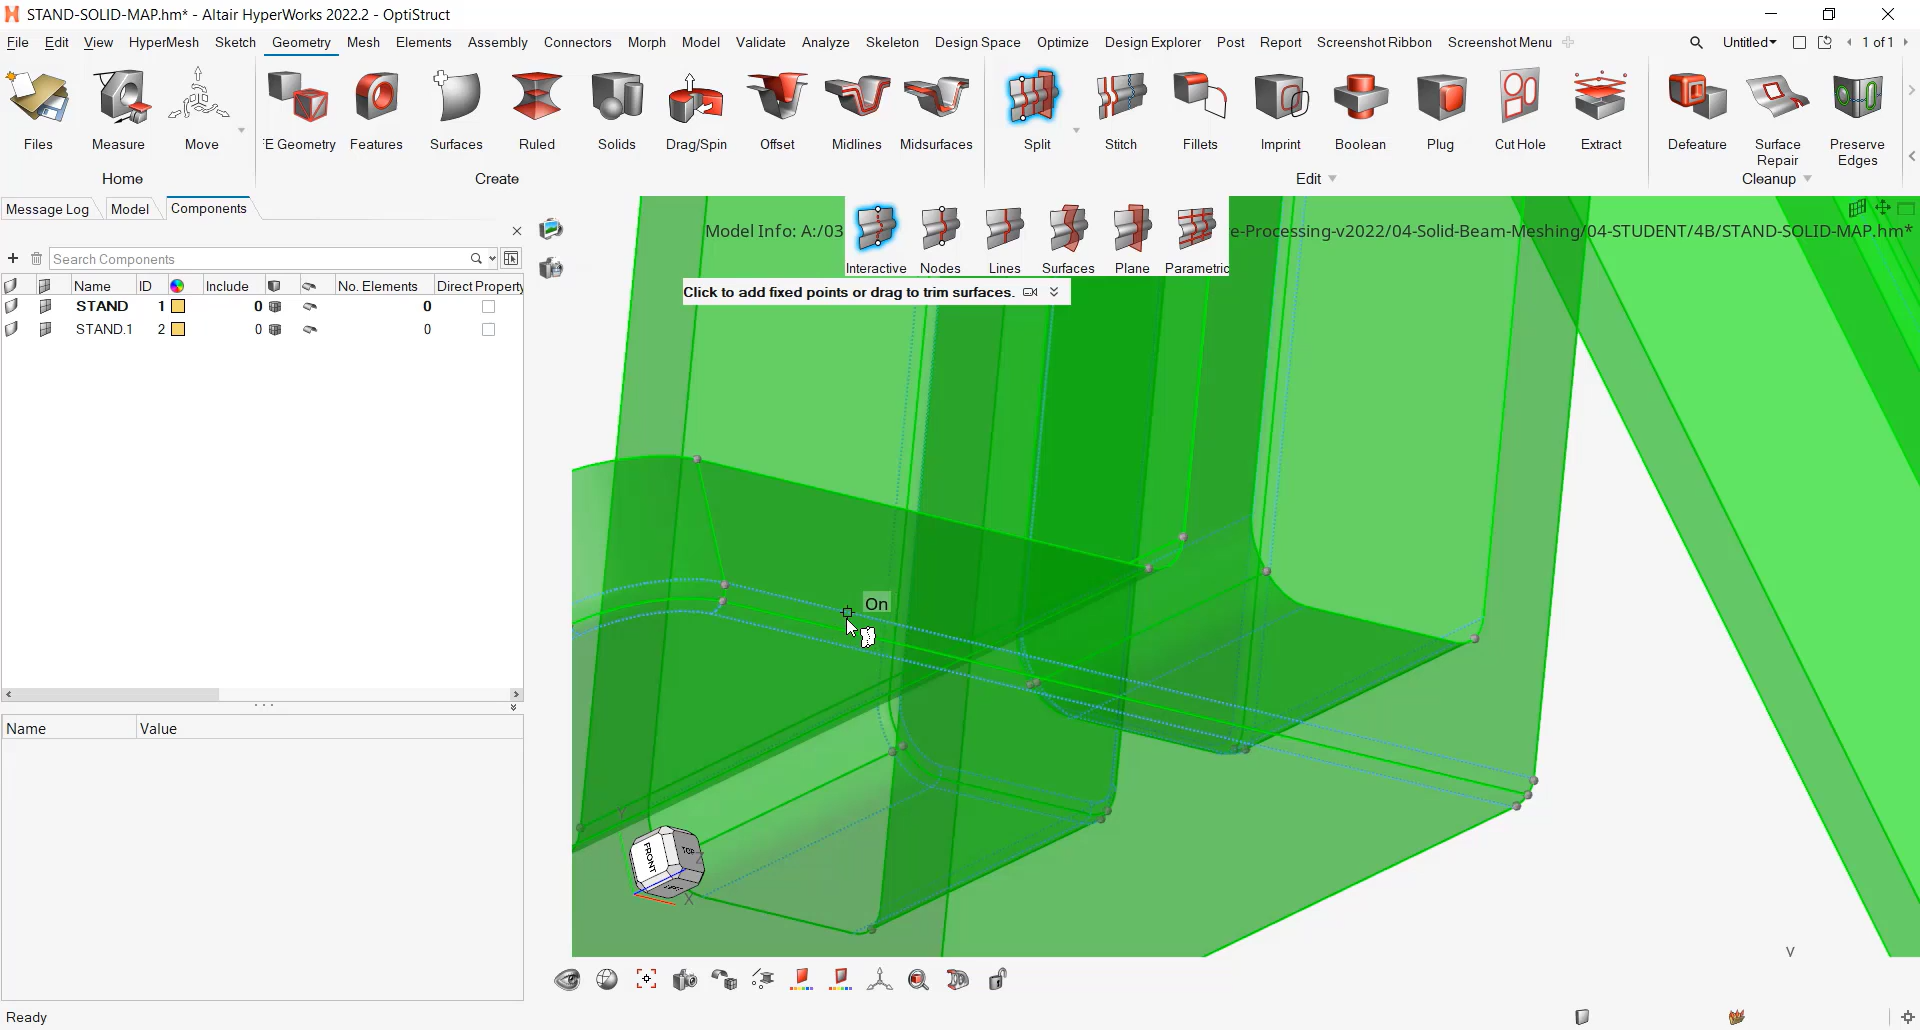 STAND-SOLID-MAP.hm* - Altair HyperWorks 2022.2 - OptiStruct
File Edit View HyperMesh Sketch Geometry Mesh Elements Assembly Connectors Morph Model Validate Analyze Skeleton Design Space Optimize Design Explorer Post Report Screenshot Ribbon Screenshot Menu Untitled 1 of 1
Files Measure Move 'E Geometry Features Surfaces Ruled Solids Drag/Spin Offset Midlines Midsurfaces Split Stitch Fillets Imprint Boolean Plug Cut Hole Extract Defeature Surface Repair Preserve Edges
Home Create Edit Cleanup
Message Log Model Components
Model Info: A:/03 e-Processing-v2022/04-Solid-Beam-Meshing/04-STUDENT/4B/STAND-SOLID-MAP.hm*
Interactive Nodes Lines Surfaces Plane Parametric
Search Components
Click to add fixed points or drag to trim surfaces.
Name ID Include No. Elements Direct Property
STAND 1 0 0
STAND.1 2 0 0
On
Name Value
Y
FRONT
TOP
Z
X
V
Ready